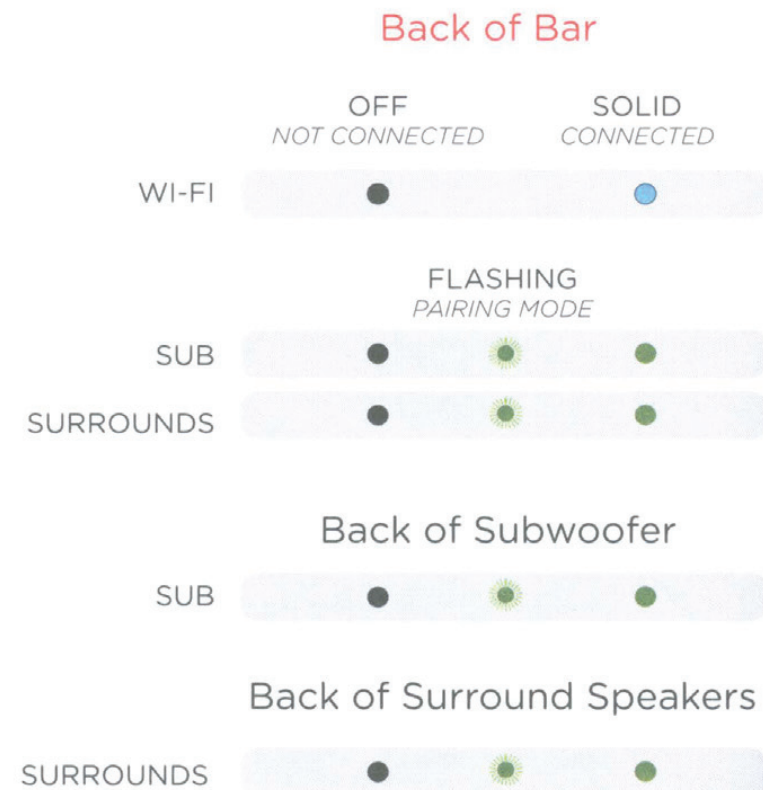 Back of Bar
OFF SOLID
NOT CONNECTED CONNECTED
WI-FI
FLASHING
PAIRING MODE
SUB
SURROUNDS
Back of Subwoofer
SUB
Back of Surround Speakers
SURROUNDS